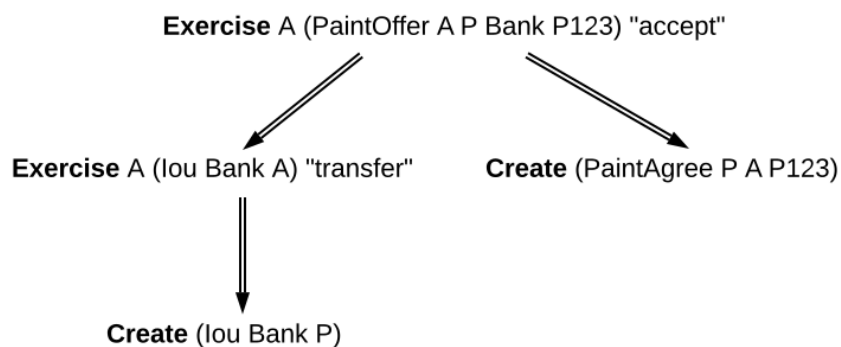 Exercise A (PaintOffer A P Bank P123) "accept"
Exercise A (Iou Bank A) "transfer"
Create (PaintAgree P A P123)
Create (Iou Bank P)